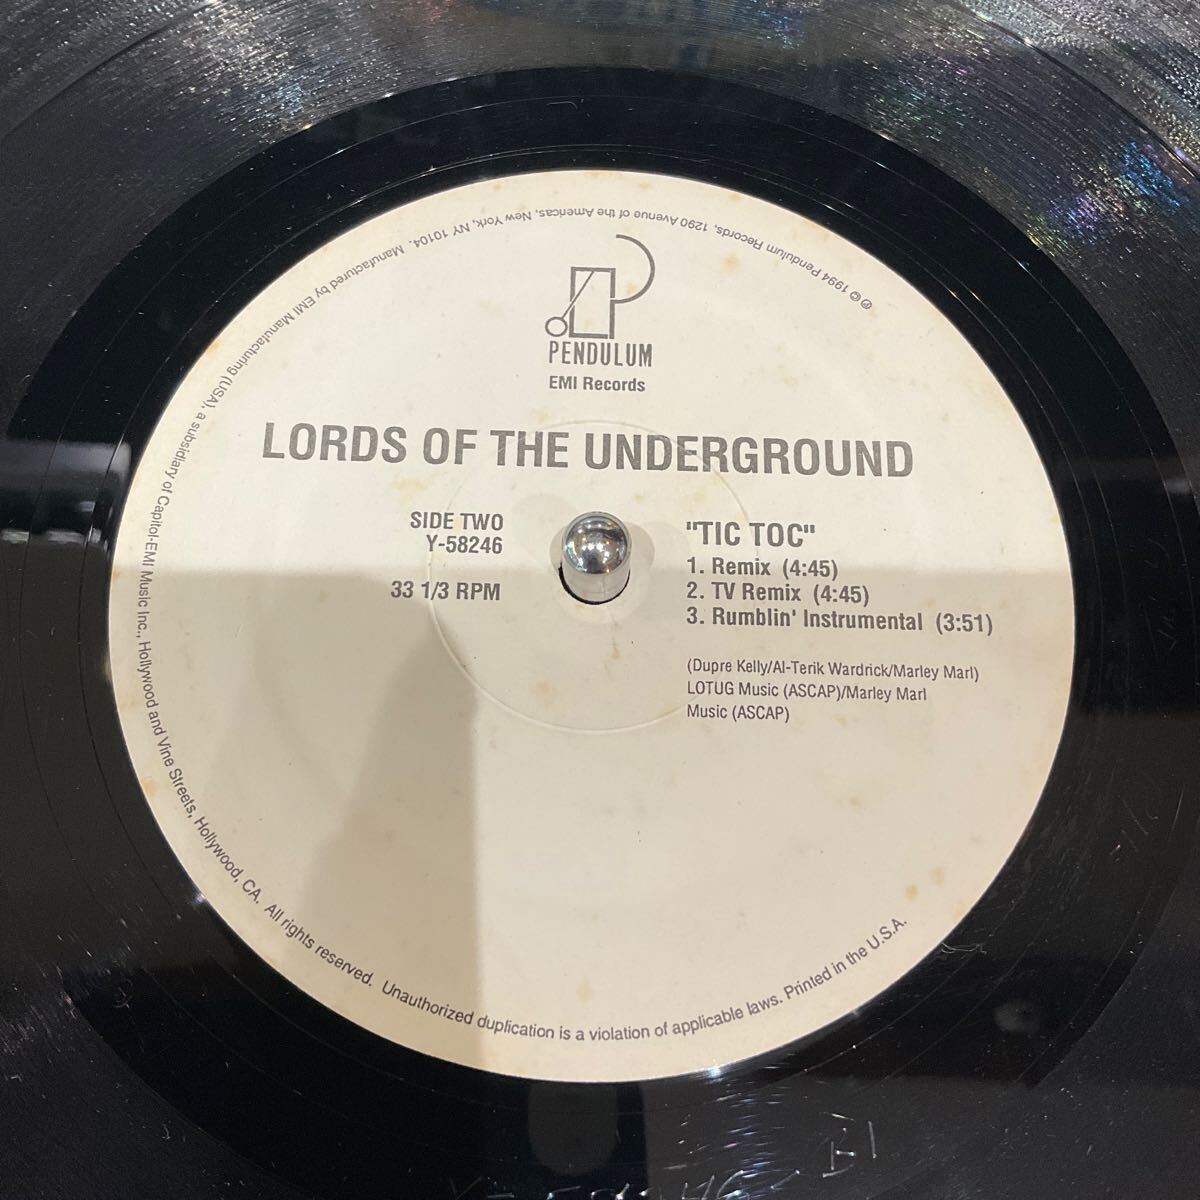 PENDULUM
EMI Records
LORDS OF THE UNDERGROUND
SIDE TWO
Y-58246
33 1/3 RPM
"TIC TOC"
1. Remix (4:45)
2. TV Remix (4:45)
3. Rumblin' Instrumental (3:51)
(Dupre Kelly/Al-Terik Wardrick/Marley Marl)
LOTUG Music (ASCAP)/Marley Marl
Music (ASCAP)
℗ © 1994 Pendulum Records, 1290 Avenue of the Americas, New York, NY 10104. Manufactured by EMI Manufacturing (USA), a subsidiary of Capitol-EMI Music Inc., Hollywood and Vine Streets, Hollywood, CA. All rights reserved. Unauthorized duplication is a violation of applicable laws. Printed in the U.S.A.